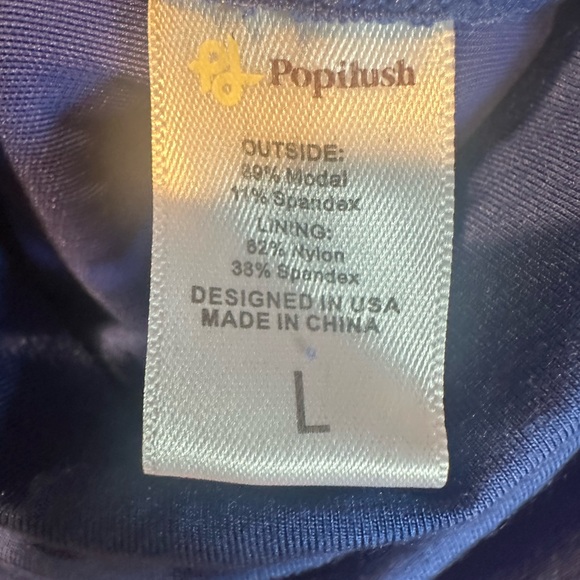 Popilush
OUTSIDE:
89% Modal
11% Spandex
LINING:
62% Nylon
38% Spandex
DESIGNED IN USA
MADE IN CHINA
L